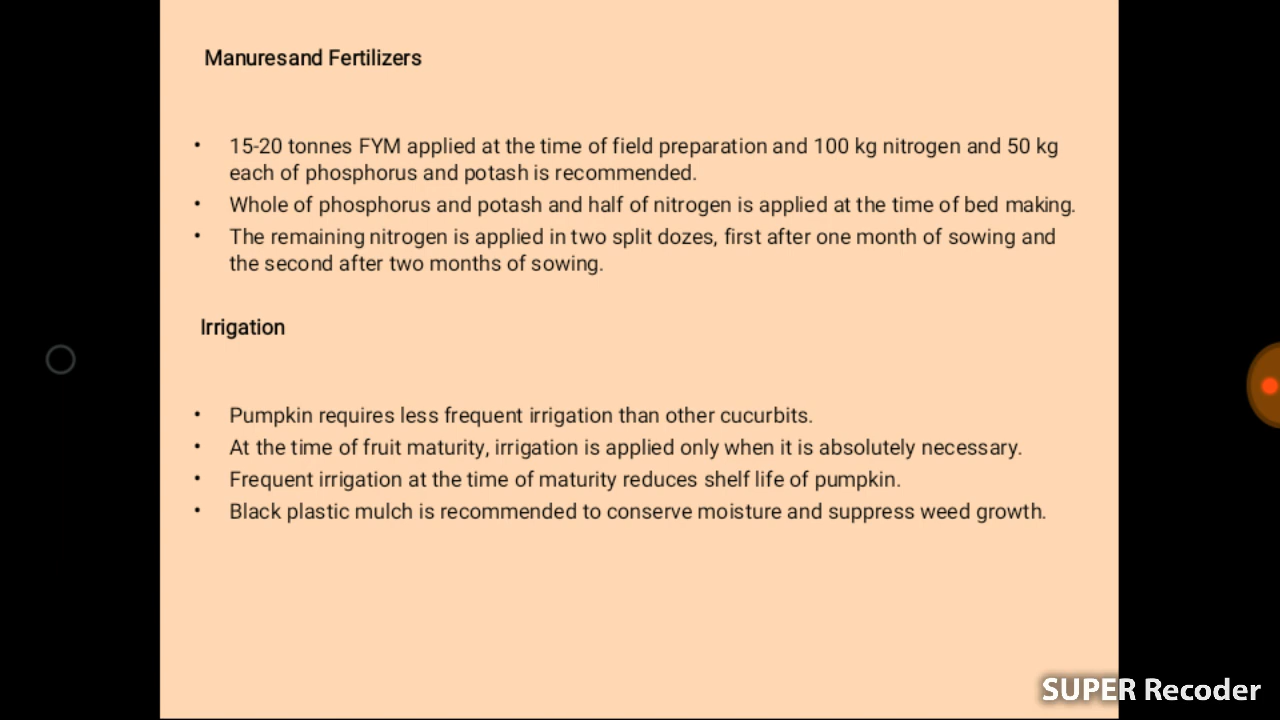 Manuresand Fertilizers
• 15-20 tonnes FYM applied at the time of field preparation and 100 kg nitrogen and 50 kg
each of phosphorus and potash is recommended.
• Whole of phosphorus and potash and half of nitrogen is applied at the time of bed making.
• The remaining nitrogen is applied in two split dozes, first after one month of sowing and
the second after two months of sowing.
Irrigation
• Pumpkin requires less frequent irrigation than other cucurbits.
• At the time of fruit maturity, irrigation is applied only when it is absolutely necessary.
• Frequent irrigation at the time of maturity reduces shelf life of pumpkin.
• Black plastic mulch is recommended to conserve moisture and suppress weed growth.
SUPER Recoder